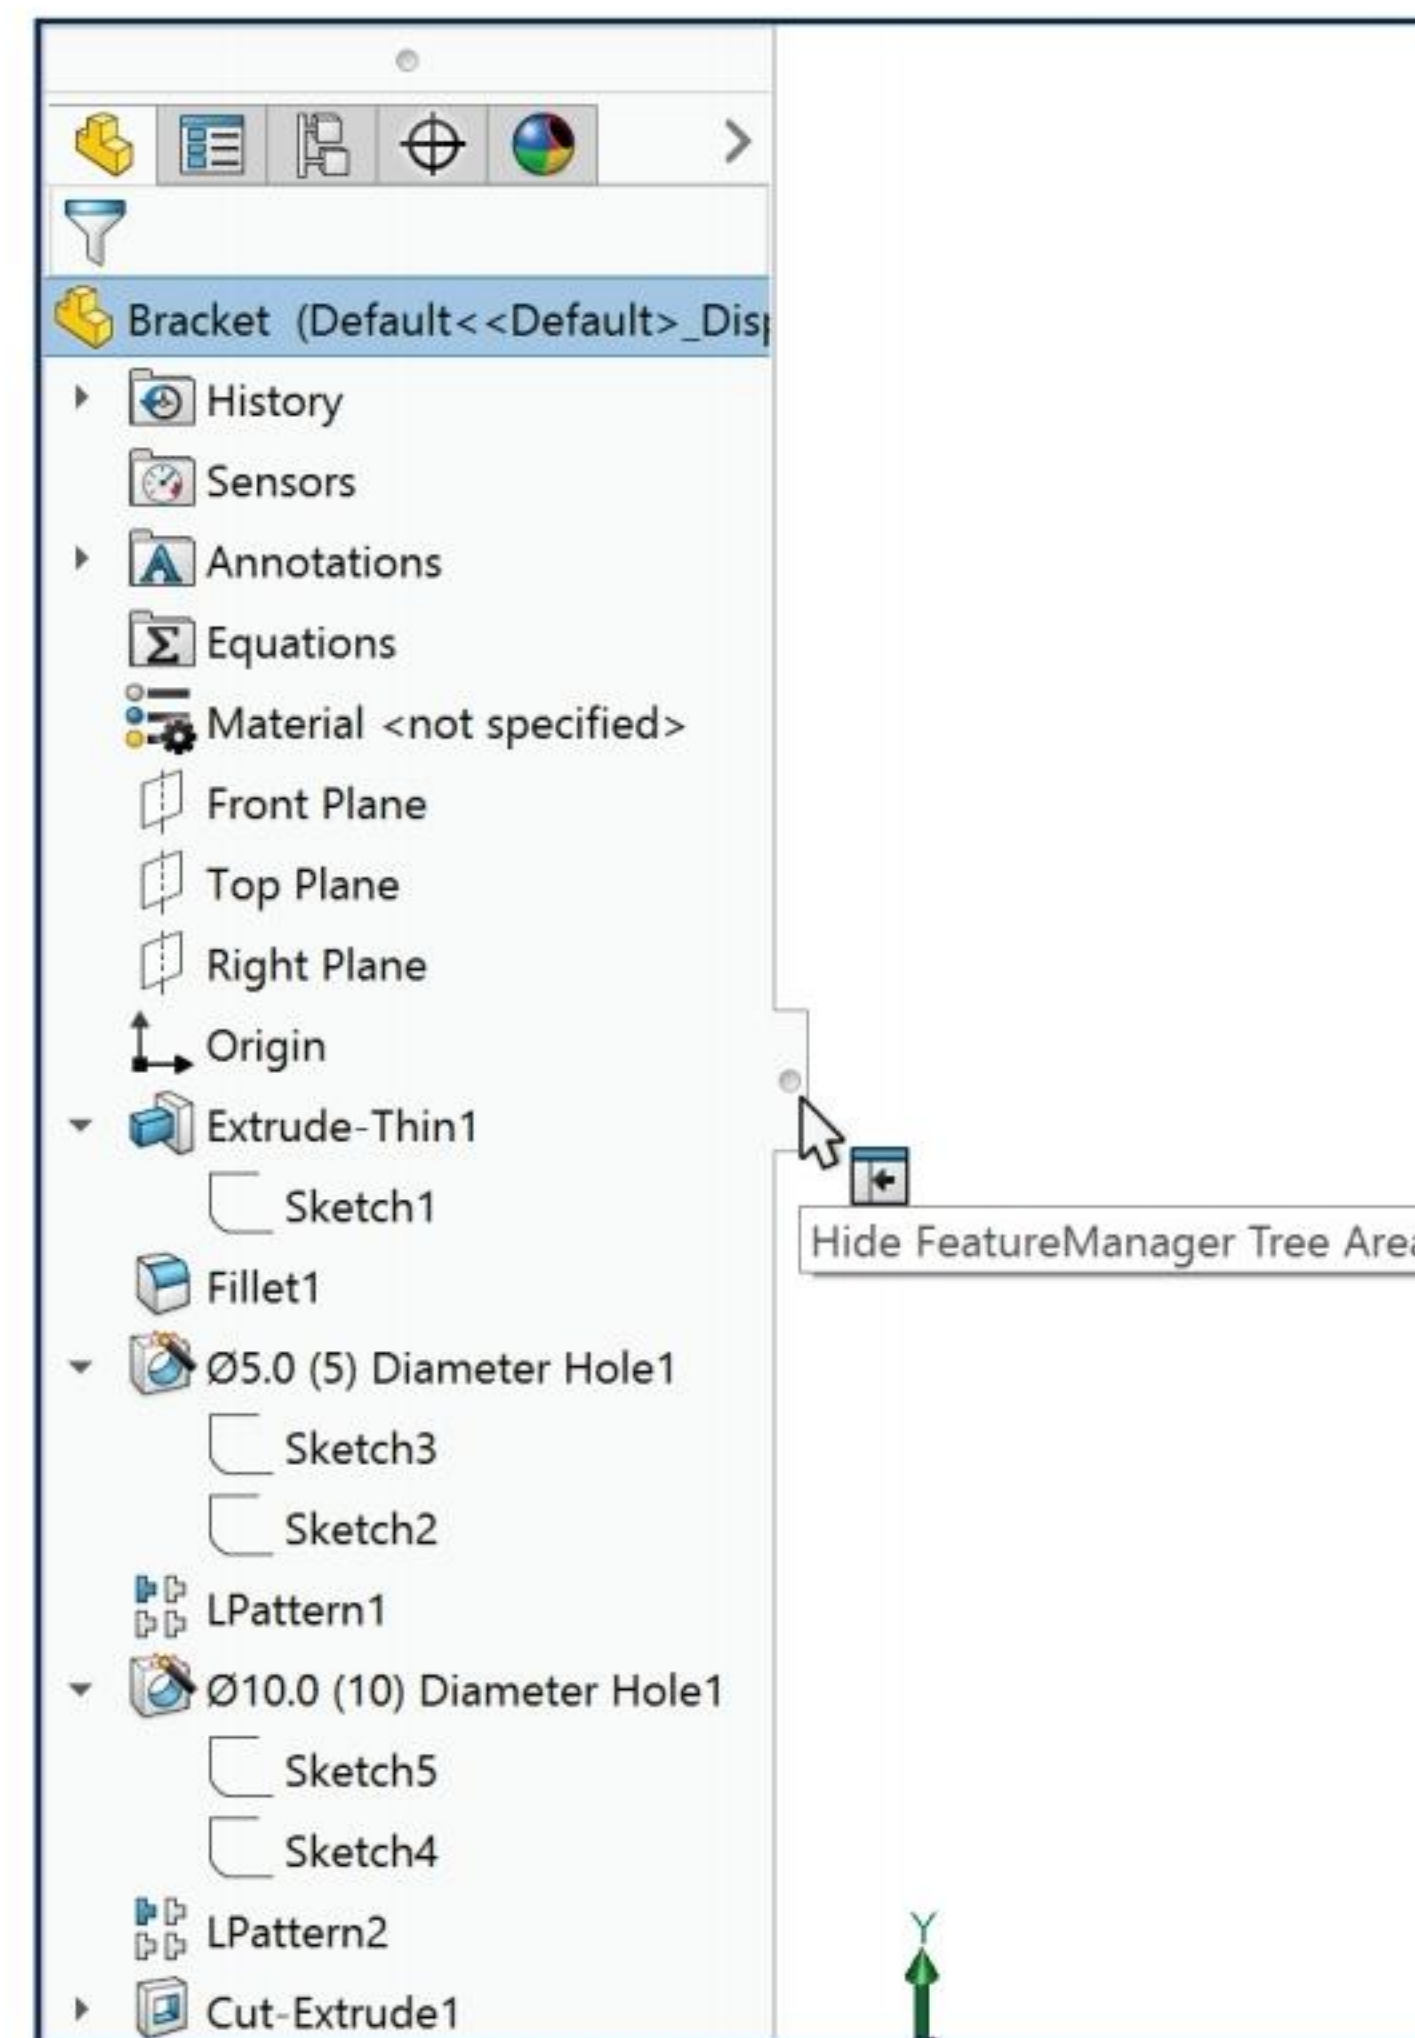 Bracket (Default<<Default>_Disp
History
Sensors
Annotations
Equations
Material <not specified>
Front Plane
Top Plane
Right Plane
Origin
Extrude-Thin1
Sketch1
Hide FeatureManager Tree Area
Fillet1
Ø5.0 (5) Diameter Hole1
Sketch3
Sketch2
LPattern1
Ø10.0 (10) Diameter Hole1
Sketch5
Sketch4
LPattern2
Y
Cut-Extrude1